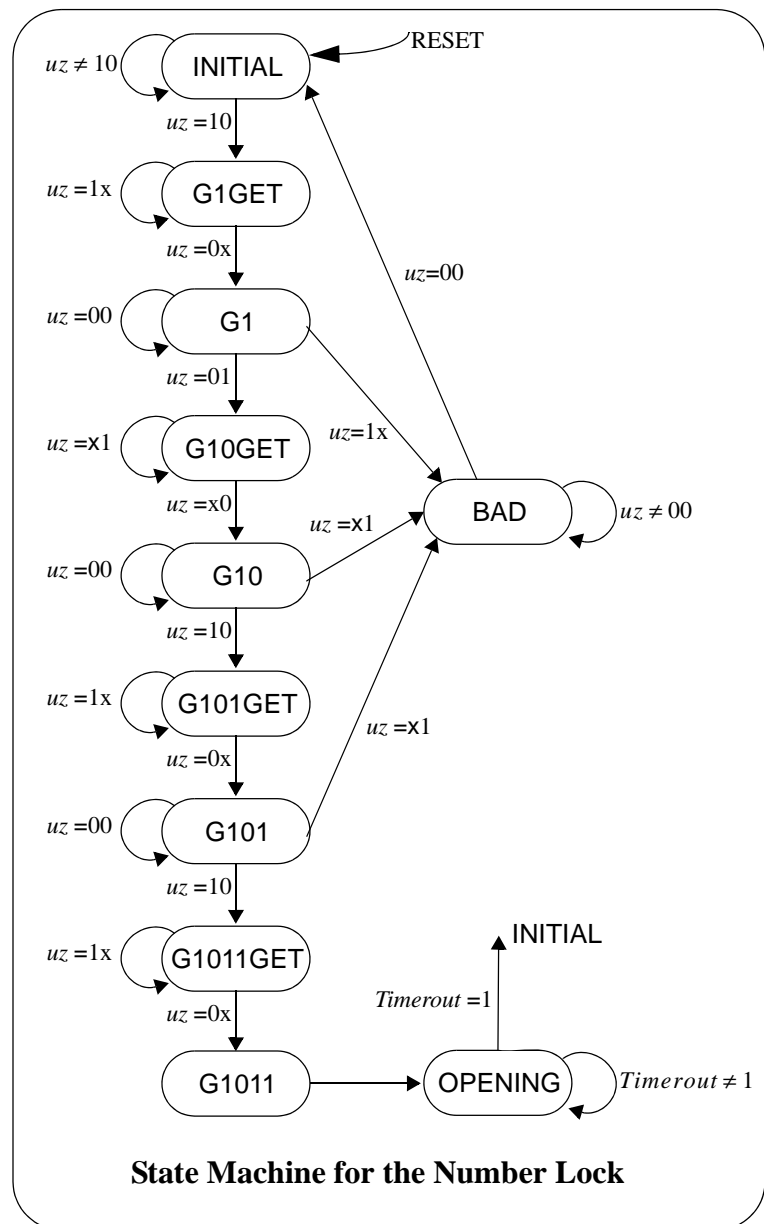 RESET
uz ≠ 10
INITIAL
uz =10
uz =1x
G1GET
uz =0x
uz=00
uz =00
G1
uz =01
uz=1x
uz =x1
G10GET
uz =x0
uz =x1
BAD
uz ≠ 00
uz =00
G10
uz =10
uz =1x
G101GET
uz =x1
uz =0x
uz =00
G101
uz =10
uz =1x
G1011GET
INITIAL
Timerout =1
uz =0x
G1011
OPENING
Timerout ≠ 1
State Machine for the Number Lock